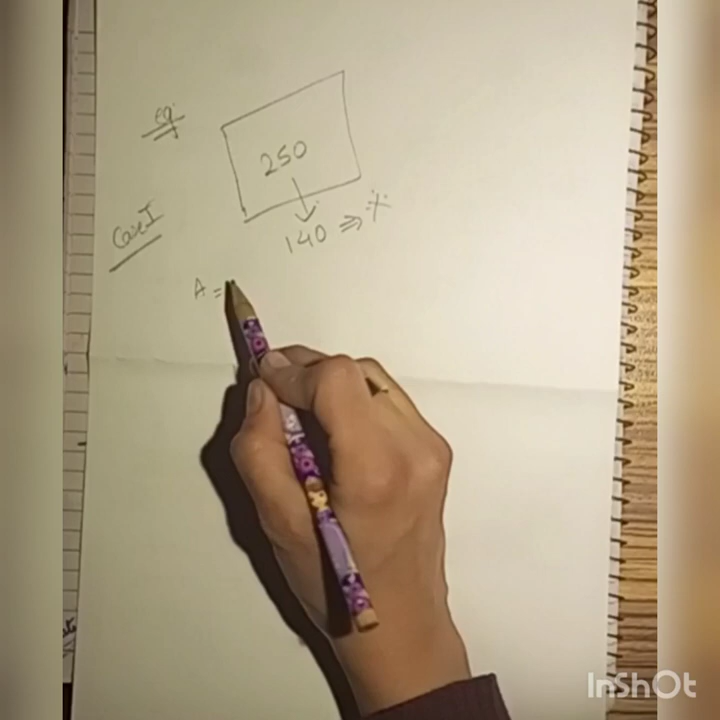 eg:
250
140 ⇒ %
Case I
A =
InShOt